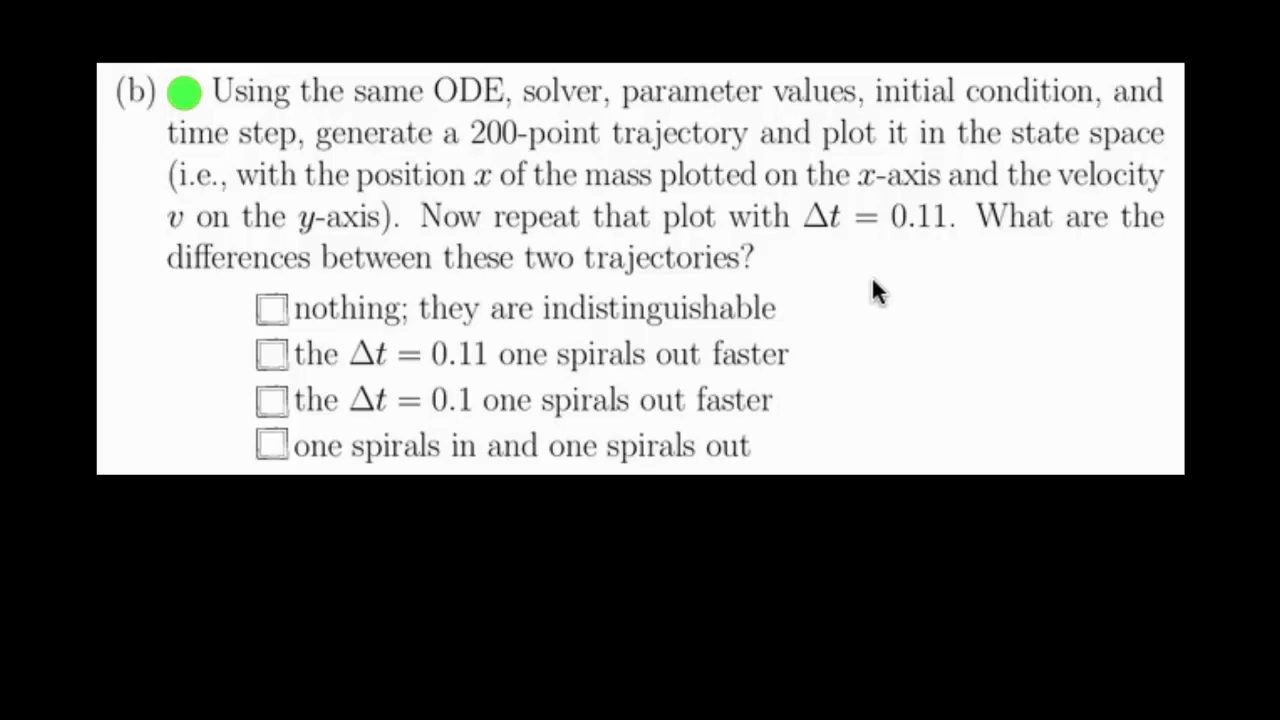 (b) Using the same ODE, solver, parameter values, initial condition, and
time step, generate a 200-point trajectory and plot it in the state space
(i.e., with the position x of the mass plotted on the x-axis and the velocity
v on the y-axis). Now repeat that plot with Δt = 0.11. What are the
differences between these two trajectories?
nothing; they are indistinguishable
the Δt = 0.11 one spirals out faster
the Δt = 0.1 one spirals out faster
one spirals in and one spirals out